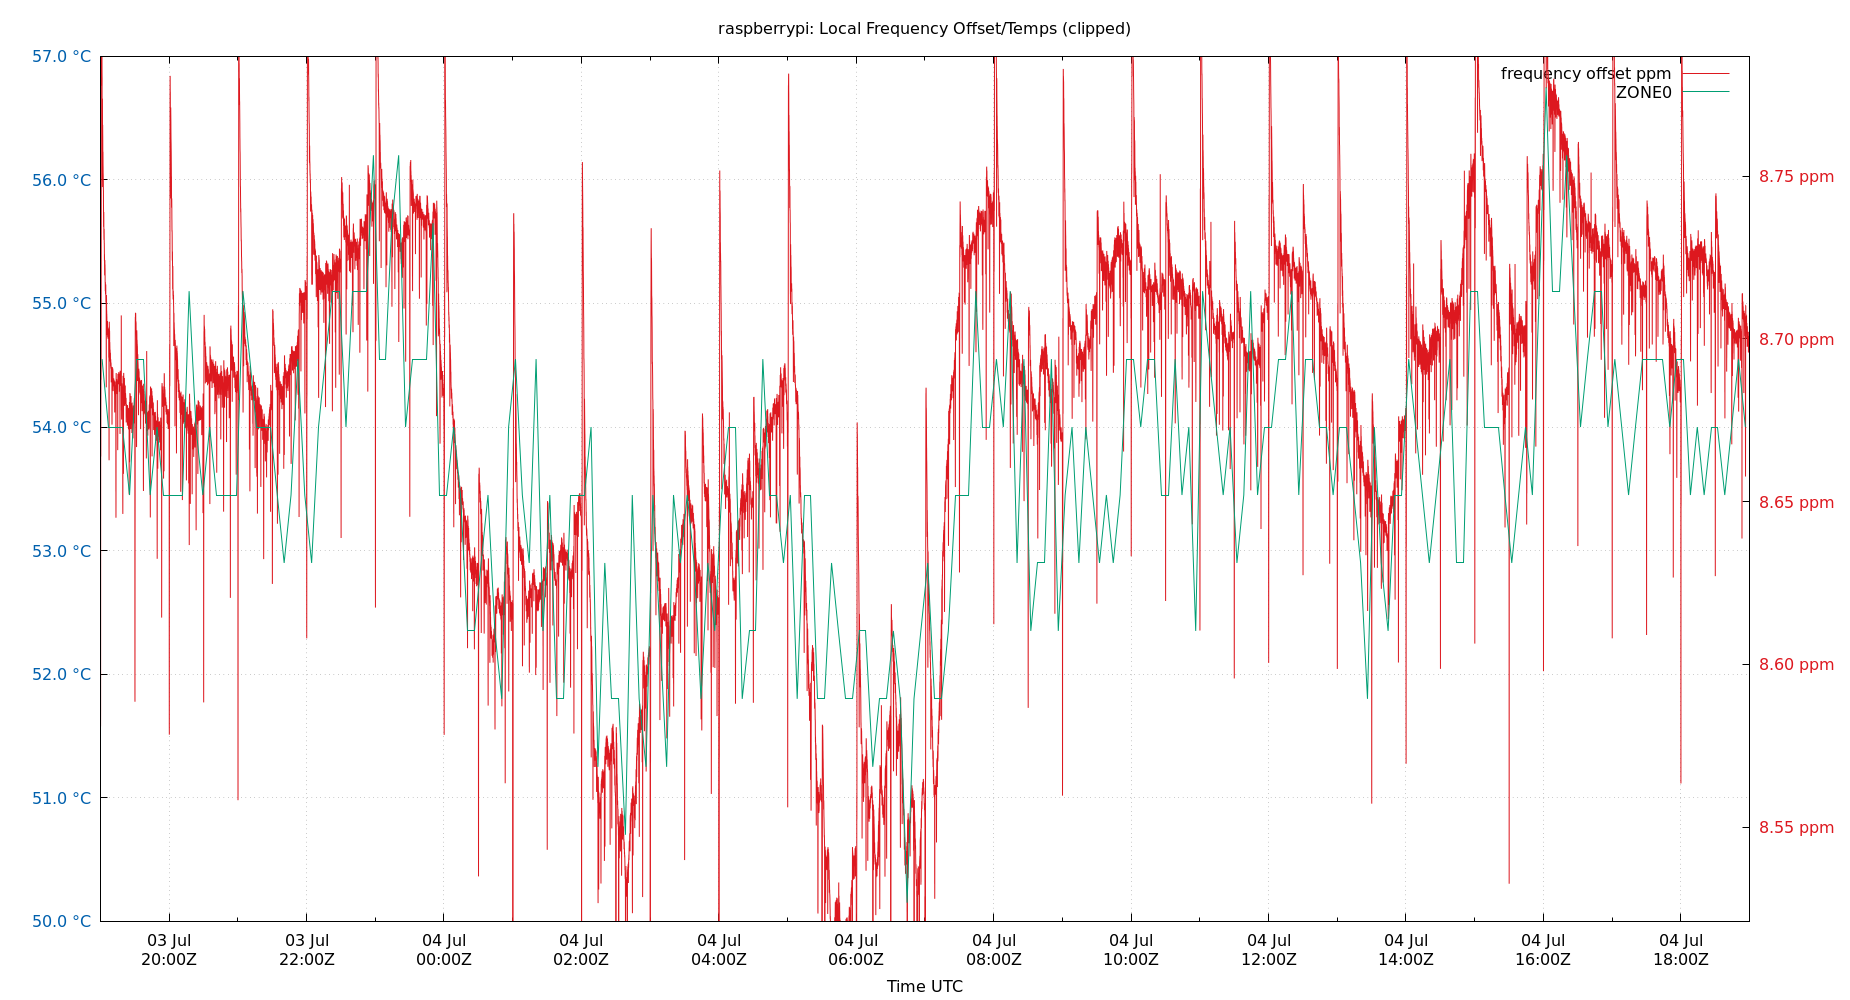 raspberrypi: Local Frequency Offset/Temps (clipped)
57.0 °C
56.0 °C
55.0 °C
54.0 °C
53.0 °C
52.0 °C
51.0 °C
50.0 °C
frequency offset ppm
ZONE0
8.75 ppm
8.70 ppm
8.65 ppm
8.60 ppm
8.55 ppm
03 Jul 03 Jul 04 Jul 04 Jul 04 Jul 04 Jul 04 Jul 04 Jul 04 Jul 04 Jul 04 Jul 04 Jul
20:00Z 22:00Z 00:00Z 02:00Z 04:00Z 06:00Z 08:00Z 10:00Z 12:00Z 14:00Z 16:00Z 18:00Z
Time UTC